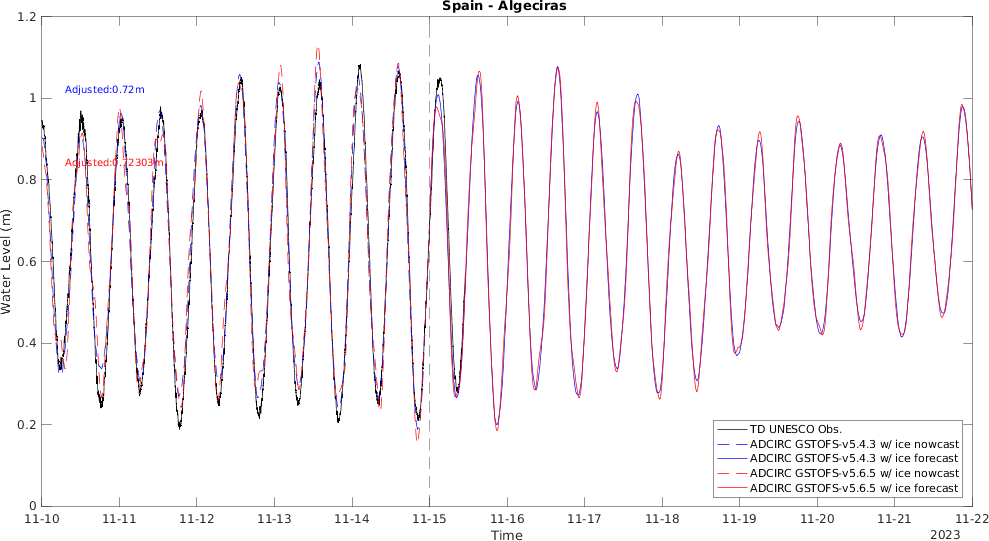 Spain - Algeciras
1.2
1
0.8
0.6
0.4
0.2
0
Water Level (m)
Adjusted:0.72m
Adjusted:0.72303m
TD UNESCO Obs.
ADCIRC GSTOFS-v5.4.3 w/ ice nowcast
ADCIRC GSTOFS-v5.4.3 w/ ice forecast
ADCIRC GSTOFS-v5.6.5 w/ ice nowcast
ADCIRC GSTOFS-v5.6.5 w/ ice forecast
11-10 11-11 11-12 11-13 11-14 11-15 11-16 11-17 11-18 11-19 11-20 11-21 11-22
Time
2023